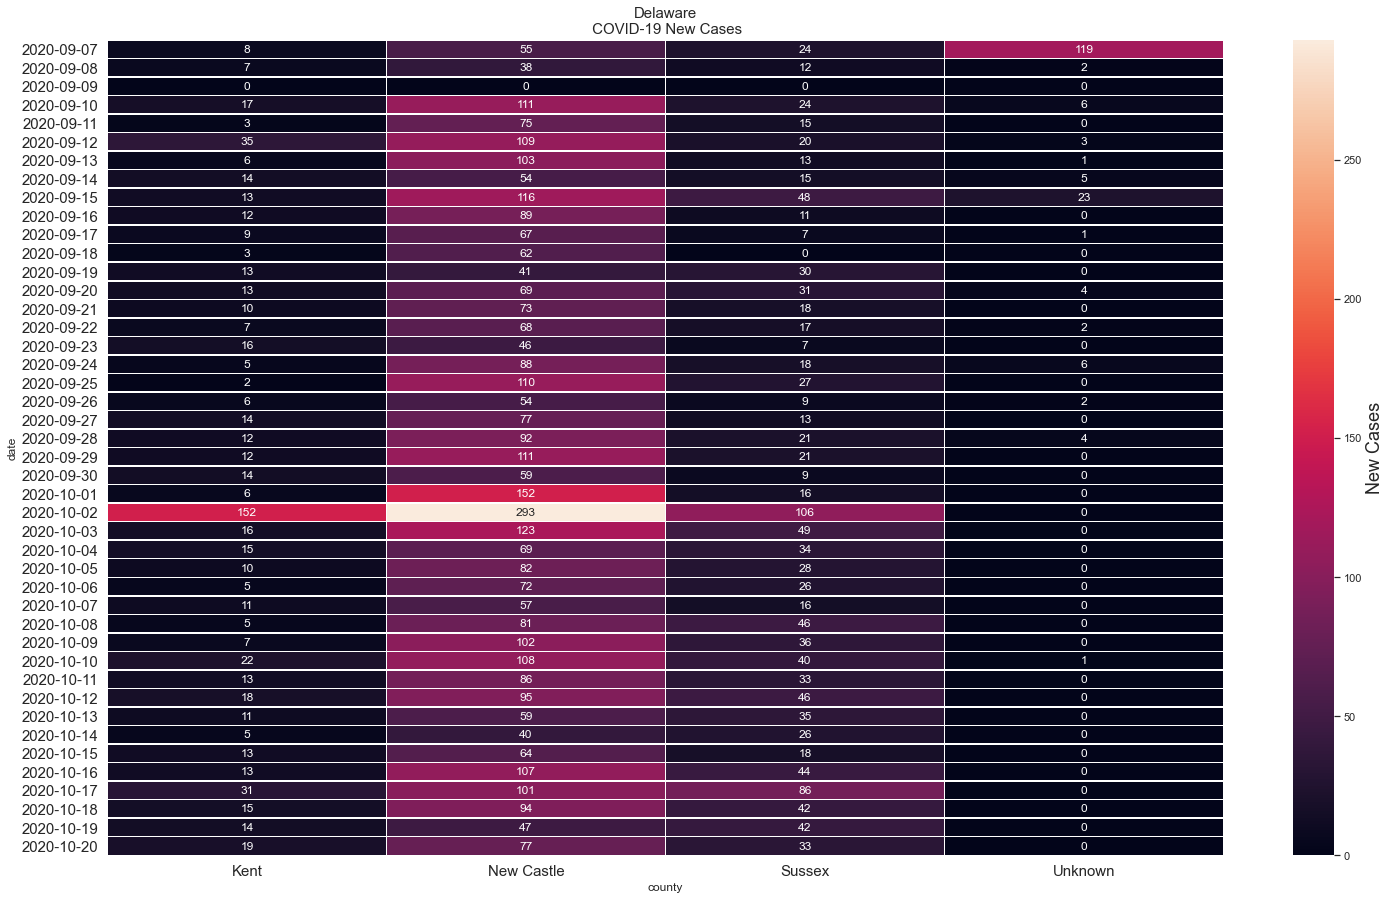 Delaware
COVID-19 New Cases
2020-09-07 8 55 24 119
2020-09-08 7 38 12 2
2020-09-09 0 0 0 0
2020-09-10 17 111 24 6
2020-09-11 3 75 15 0
2020-09-12 35 109 20 3
2020-09-13 6 103 13 1
2020-09-14 14 54 15 5
2020-09-15 13 116 48 23
2020-09-16 12 89 11 0
2020-09-17 9 67 7 1
2020-09-18 3 62 0 0
2020-09-19 13 41 30 0
2020-09-20 13 69 31 4
2020-09-21 10 73 18 0
2020-09-22 7 68 17 2
2020-09-23 16 46 7 0
2020-09-24 5 88 18 6
2020-09-25 2 110 27 0
2020-09-26 6 54 9 2
2020-09-27 14 77 13 0
2020-09-28 12 92 21 4
2020-09-29 12 111 21 0
2020-09-30 14 59 9 0
2020-10-01 6 152 16 0
2020-10-02 152 293 106 0
2020-10-03 16 123 49 0
2020-10-04 15 69 34 0
2020-10-05 10 82 28 0
2020-10-06 5 72 26 0
2020-10-07 11 57 16 0
2020-10-08 5 81 46 0
2020-10-09 7 102 36 0
2020-10-10 22 108 40 1
2020-10-11 13 86 33 0
2020-10-12 18 95 46 0
2020-10-13 11 59 35 0
2020-10-14 5 40 26 0
2020-10-15 13 64 18 0
2020-10-16 13 107 44 0
2020-10-17 31 101 86 0
2020-10-18 15 94 42 0
2020-10-19 14 47 42 0
2020-10-20 19 77 33 0
Kent New Castle Sussex Unknown
county
date
250
200
150
100
50
0
New Cases